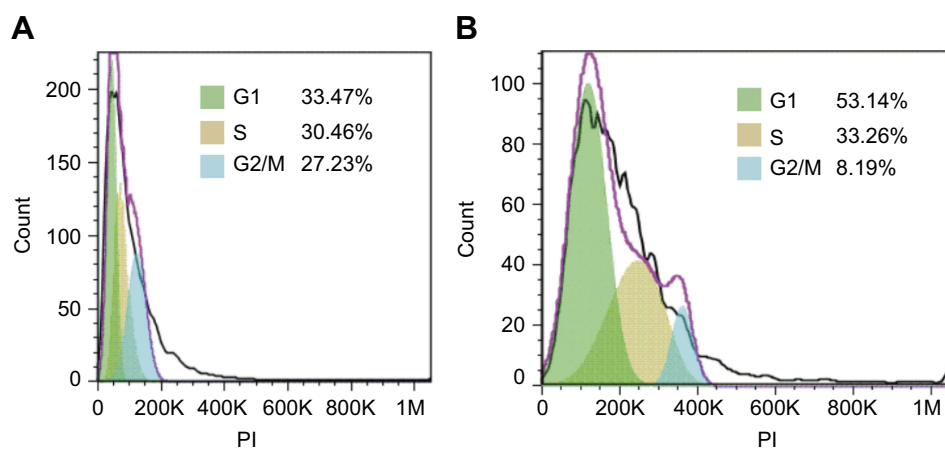 A
Count
200
150
100
50
0
G1 33.47%
S 30.46%
G2/M 27.23%
0 200K 400K 600K 800K 1M
PI
B
Count
100
80
60
40
20
0
G1 53.14%
S 33.26%
G2/M 8.19%
0 200K 400K 600K 800K 1M
PI